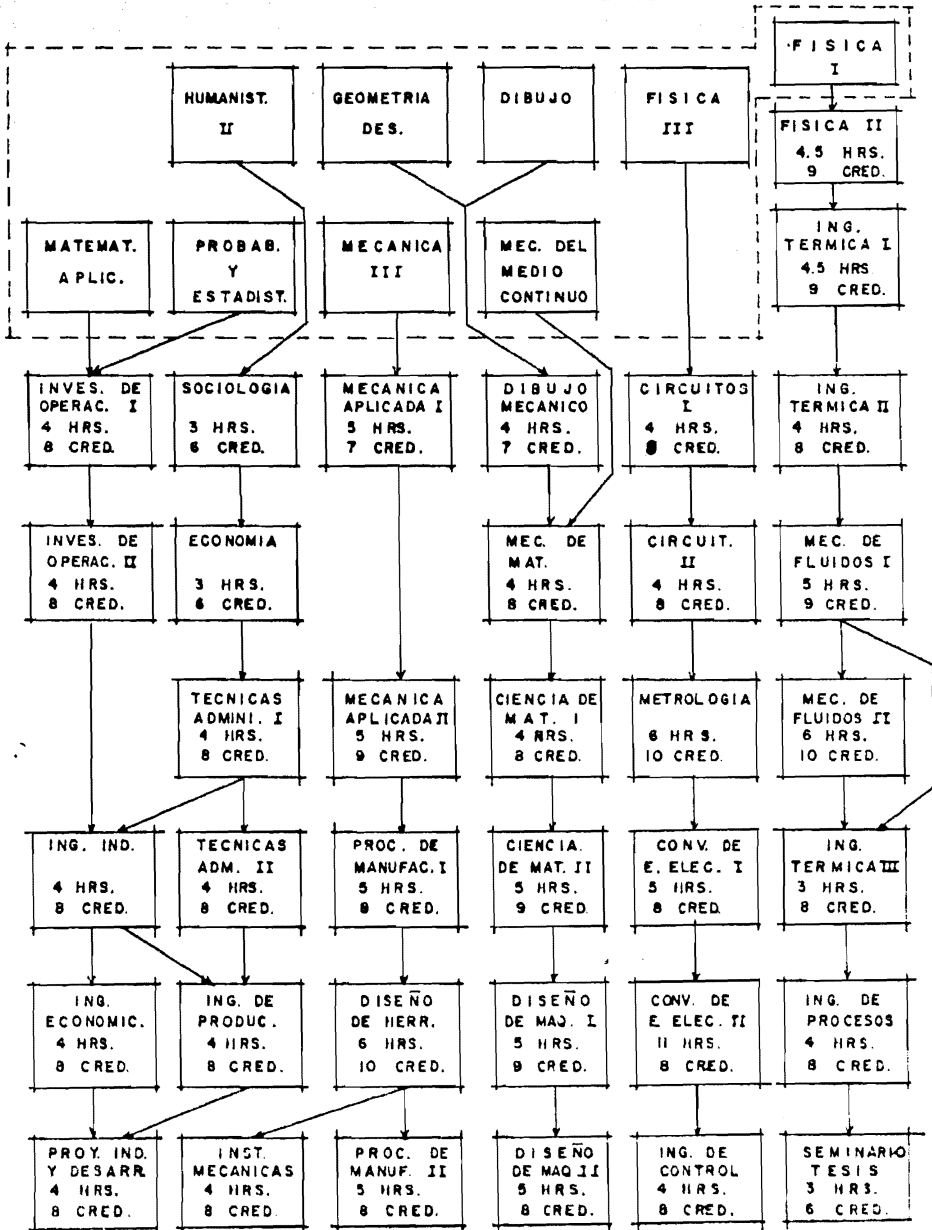 FISICA
I
HUMANIST.
II
GEOMETRIA
DES.
DIBUJO
FISICA
III
FISICA II
4.5 HRS.
9 CRED.
MATEMAT.
APLIC.
PROBAB.
Y
ESTADIST.
MECANICA
III
MEC. DEL
MEDIO
CONTINUO
ING.
TERMICA I
4.5 HRS
9 CRED.
INVES. DE
OPERAC. I
4 HRS.
8 CRED.
SOCIOLOGIA
3 HRS.
6 CRED.
MECANICA
APLICADA I
5 HRS.
7 CRED.
DIBUJO
MECANICO
4 HRS.
7 CRED.
CIRCUITOS
I
4 HRS.
8 CRED.
ING.
TERMICA II
4 HRS.
8 CRED.
INVES. DE
OPERAC. II
4 HRS.
8 CRED.
ECONOMIA
3 HRS.
6 CRED.
MEC. DE
MAT.
4 HRS.
8 CRED.
CIRCUIT.
II
4 HRS.
8 CRED.
MEC. DE
FLUIDOS I
5 HRS.
9 CRED.
TECNICAS
ADMINI. I
4 HRS.
8 CRED.
MECANICA
APLICADA II
5 HRS.
9 CRED.
CIENCIA DE
MAT. I
4 HRS.
8 CRED.
METROLOGIA
6 HRS.
10 CRED.
MEC. DE
FLUIDOS II
6 HRS.
10 CRED.
ING. IND.
4 HRS.
8 CRED.
TECNICAS
ADM. II
4 HRS.
8 CRED.
PROC. DE
MANUFAC. I
5 HRS.
8 CRED.
CIENCIA.
DE MAT. II
5 HRS.
9 CRED.
CONV. DE
E. ELEC. I
5 HRS.
8 CRED.
ING.
TERMICA III
3 HRS.
8 CRED.
ING.
ECONOMIC.
4 HRS.
8 CRED.
ING. DE
PRODUC.
4 HRS.
8 CRED.
DISEÑO
DE HERR.
6 HRS.
10 CRED.
DISEÑO
DE MAQ. I
5 HRS.
9 CRED.
CONV. DE
E. ELEC. II
11 HRS.
8 CRED.
ING. DE
PROCESOS
4 HRS.
8 CRED.
PROY. IND.
Y DESARR.
4 HRS.
8 CRED.
INST.
MECANICAS
4 HRS.
8 CRED.
PROC. DE
MANUF. II
5 HRS.
8 CRED.
DISEÑO
DE MAQ II
5 HRS.
8 CRED.
ING. DE
CONTROL
4 HRS.
8 CRED.
SEMINARIO
TESIS
3 HRS.
6 CRED.